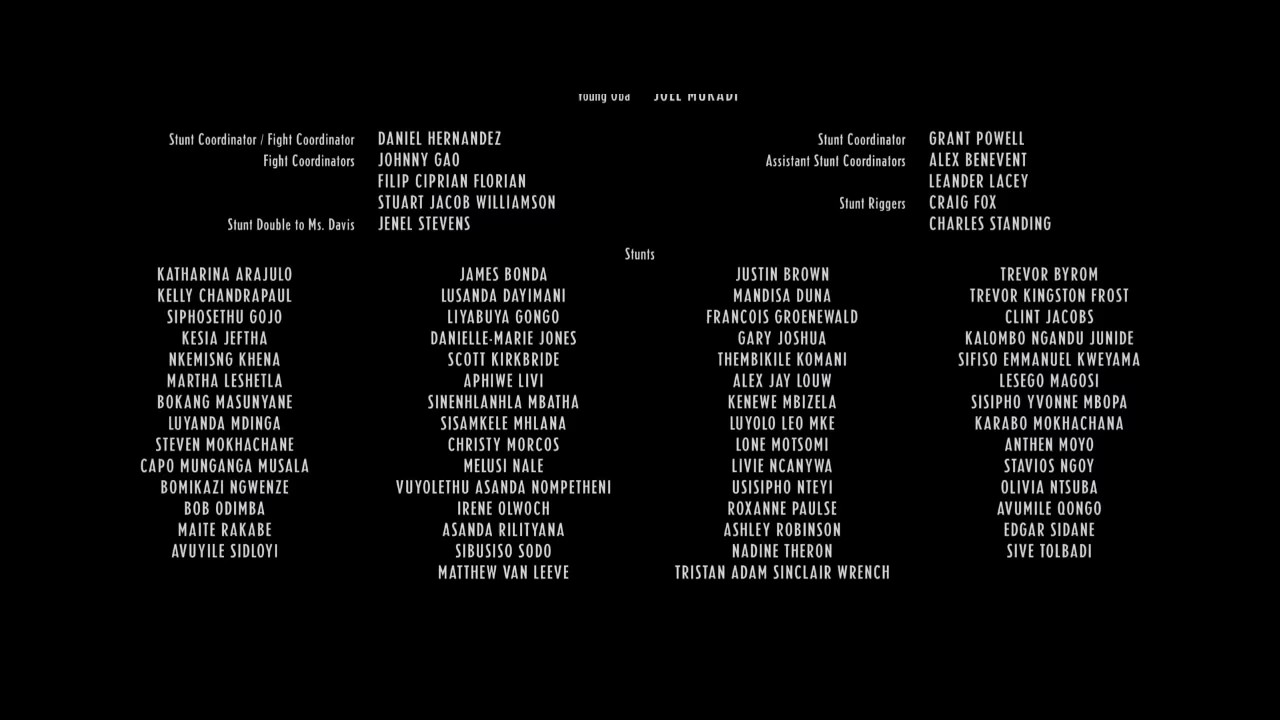 Young Oba JOEL MUKADI
Stunt Coordinator / Fight Coordinator DANIEL HERNANDEZ
Fight Coordinators JOHNNY GAO
FILIP CIPRIAN FLORIAN
STUART JACOB WILLIAMSON
Stunt Double to Ms. Davis JENEL STEVENS
Stunt Coordinator GRANT POWELL
Assistant Stunt Coordinators ALEX BENEVENT
LEANDER LACEY
Stunt Riggers CRAIG FOX
CHARLES STANDING
Stunts
KATHARINA ARAJULO JAMES BONDA JUSTIN BROWN TREVOR BYROM
KELLY CHANDRAPAUL LUSANDA DAYIMANI MANDISA DUNA TREVOR KINGSTON FROST
SIPHOSETHU GOJO LIYABUYA GONGO FRANCOIS GROENEWALD CLINT JACOBS
KESIA JEFTHA DANIELLE-MARIE JONES GARY JOSHUA KALOMBO NGANDU JUNIDE
NKEMISNG KHENA SCOTT KIRKBRIDE THEMBIKILE KOMANI SIFISO EMMANUEL KWEYAMA
MARTHA LESHETLA APHIWE LIVI ALEX JAY LOUW LESEGO MAGOSI
BOKANG MASUNYANE SINENHLANHLA MBATHA KENEWE MBIZELA SISIPHO YVONNE MBOPA
LUYANDA MDINGA SISAMKELE MHLANA LUYOLO LEO MKE KARABO MOKHACHANA
STEVEN MOKHACHANE CHRISTY MORCOS LONE MOTSOMI ANTHEN MOYO
CAPO MUNGANGA MUSALA MELUSI NALE LIVIE NCANYWA STAVIOS NGOY
BOMIKAZI NGWENZE VUYOLETHU ASANDA NOMPETHENI USISIPHO NTEYI OLIVIA NTSUBA
BOB ODIMBA IRENE OLWOCH ROXANNE PAULSE AVUMILE QONGO
MAITE RAKABE ASANDA RILITYANA ASHLEY ROBINSON EDGAR SIDANE
AVUYILE SIDLOYI SIBUSISO SODO NADINE THERON SIVE TOLBADI
MATTHEW VAN LEEVE TRISTAN ADAM SINCLAIR WRENCH